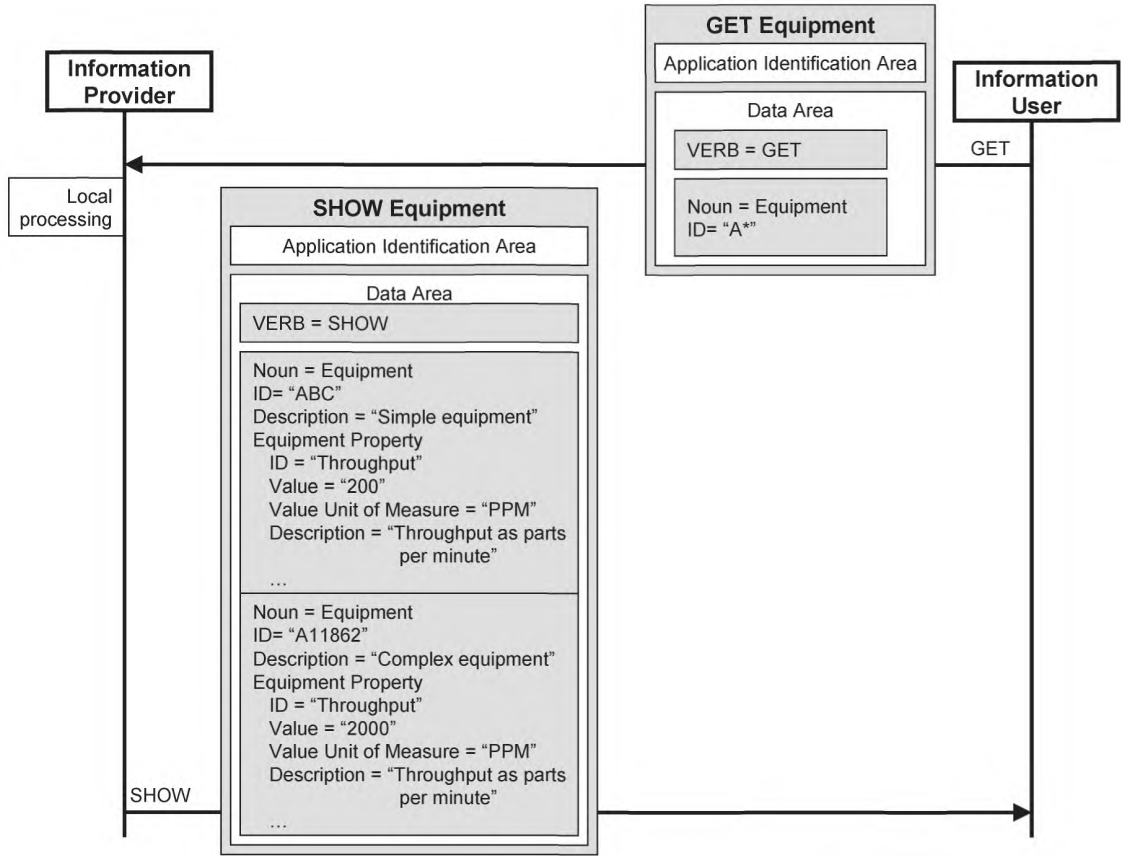 GET Equipment
Application Identification Area
Data Area
VERB = GET
Noun = Equipment
ID= “A*”
Information
Provider
Information
User
GET
Local
processing
SHOW Equipment
Application Identification Area
Data Area
VERB = SHOW
Noun = Equipment
ID= “ABC”
Description = “Simple equipment”
Equipment Property
ID = “Throughput”
Value = “200”
Value Unit of Measure = “PPM”
Description = “Throughput as parts
per minute”
…
Noun = Equipment
ID= “A11862”
Description = “Complex equipment”
Equipment Property
ID = “Throughput”
Value = “2000”
Value Unit of Measure = “PPM”
Description = “Throughput as parts
per minute”
…
SHOW